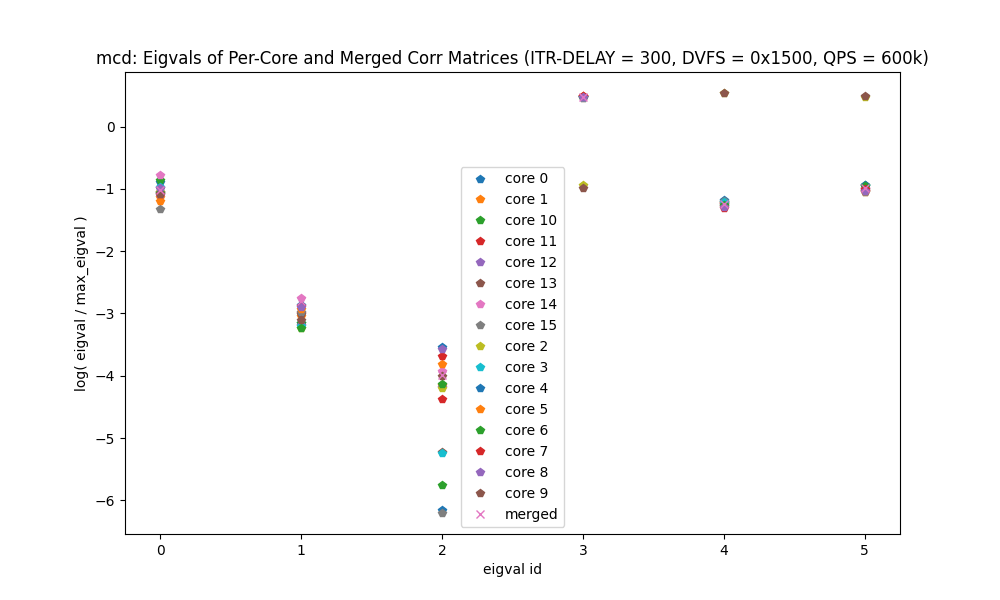 mcd: Eigvals of Per-Core and Merged Corr Matrices (ITR-DELAY = 300, DVFS = 0x1500, QPS = 600k)
log( eigval / max_eigval )
0
−1
−2
−3
−4
−5
−6
core 0
core 1
core 10
core 11
core 12
core 13
core 14
core 15
core 2
core 3
core 4
core 5
core 6
core 7
core 8
core 9
merged
0 1 2 3 4 5
eigval id